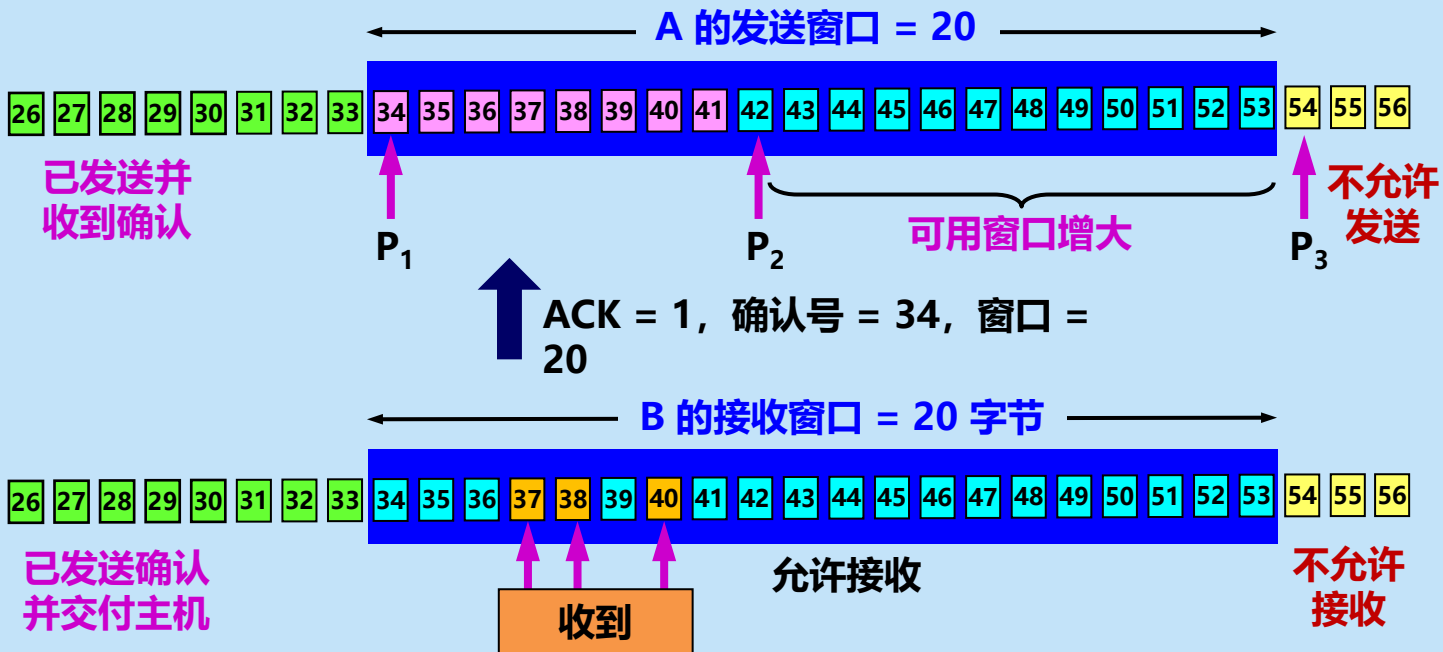 A 的发送窗口 = 20
26 27 28 29 30 31 32 33 34 35 36 37 38 39 40 41 42 43 44 45 46 47 48 49 50 51 52 53 54 55 56
已发送并
收到确认
P1
P2
可用窗口增大
P3
不允许
发送
ACK = 1，确认号 = 34，窗口 =
20
B 的接收窗口 = 20 字节
26 27 28 29 30 31 32 33 34 35 36 37 38 39 40 41 42 43 44 45 46 47 48 49 50 51 52 53 54 55 56
已发送确认
并交付主机
收到
允许接收
不允许
接收